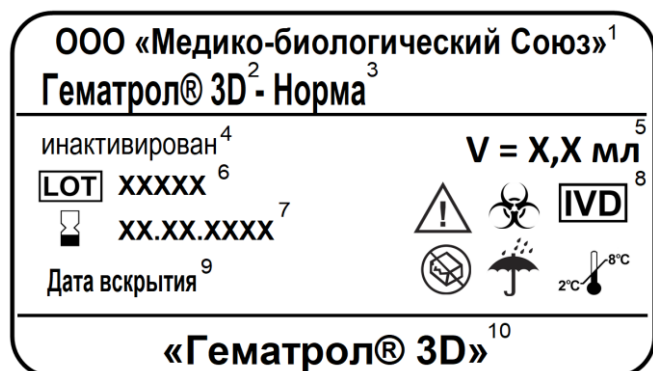 ООО «Медико-биологический Союз»1
Гематрол® 3D2- Норма3
инактивирован4
V = X,X мл5
LOT XXXXX 6
XX.XX.XXXX7
IVD8
Дата вскрытия9
2°C 8°C
«Гематрол® 3D»10